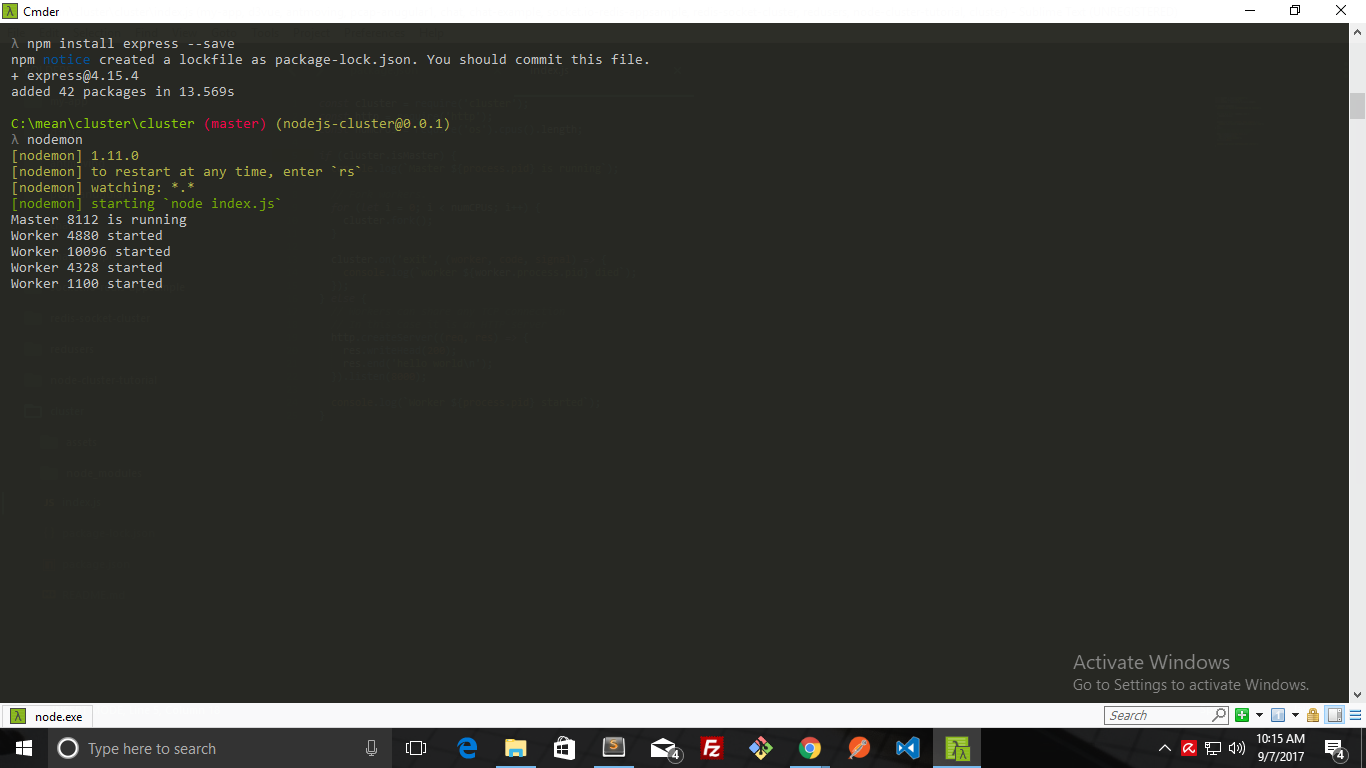 Cmder
λ npm install express --save
npm notice created a lockfile as package-lock.json. You should commit this file.
+ express@4.15.4
added 42 packages in 13.569s
C:\mean\cluster\cluster (master) (nodejs-cluster@0.0.1)
λ nodemon
[nodemon] 1.11.0
[nodemon] to restart at any time, enter `rs`
[nodemon] watching: *.*
[nodemon] starting `node index.js`
Master 8112 is running
Worker 4880 started
Worker 10096 started
Worker 4328 started
Worker 1100 started
Activate Windows
Go to Settings to activate Windows.
λ node.exe
Search
Type here to search
4
10:15 AM
9/7/2017
4